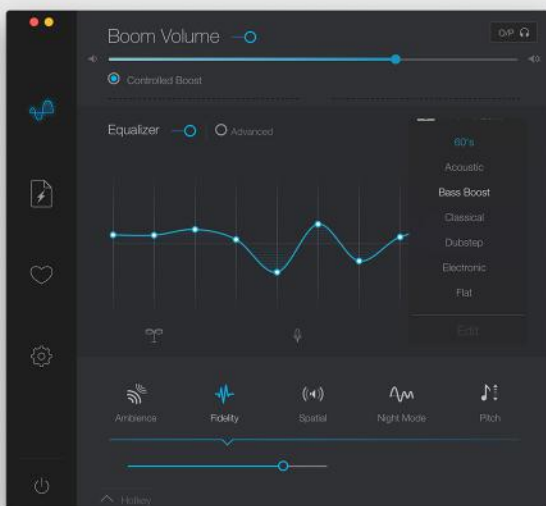 Boom Volume
O/P
Controlled Boost
Equalizer
Advanced
60's
Acoustic
Bass Boost
Classical
Dubstep
Electronic
Flat
Edit
Ambience
Fidelity
Spatial
Night Mode
Pitch
Hotkey